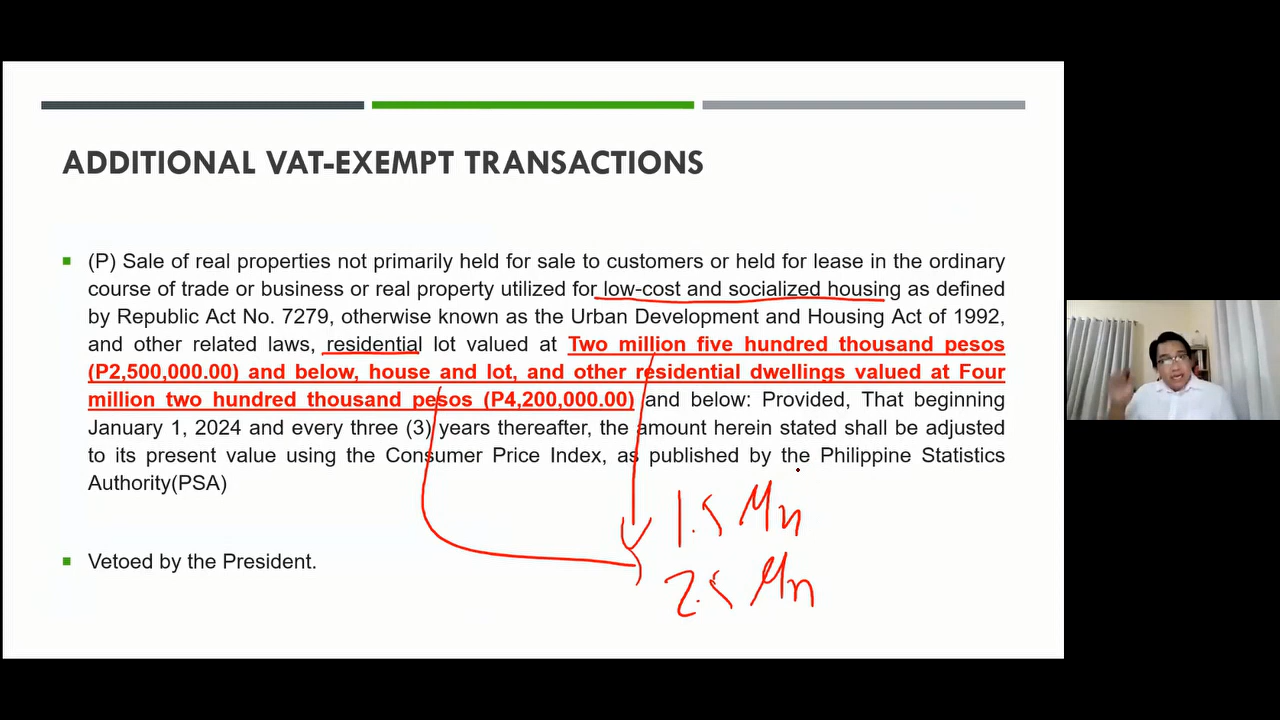 ADDITIONAL VAT-EXEMPT TRANSACTIONS
(P) Sale of real properties not primarily held for sale to customers or held for lease in the ordinary
course of trade or business or real property utilized for low-cost and socialized housing as defined
by Republic Act No. 7279, otherwise known as the Urban Development and Housing Act of 1992,
and other related laws, residential lot valued at Two million five hundred thousand pesos
(P2,500,000.00) and below, house and lot, and other residential dwellings valued at Four
million two hundred thousand pesos (P4,200,000.00) and below: Provided, That beginning
January 1, 2024 and every three (3) years thereafter, the amount herein stated shall be adjusted
to its present value using the Consumer Price Index, as published by the Philippine Statistics
Authority(PSA)
1.5 Mn
Vetoed by the President.
2.5 Mn